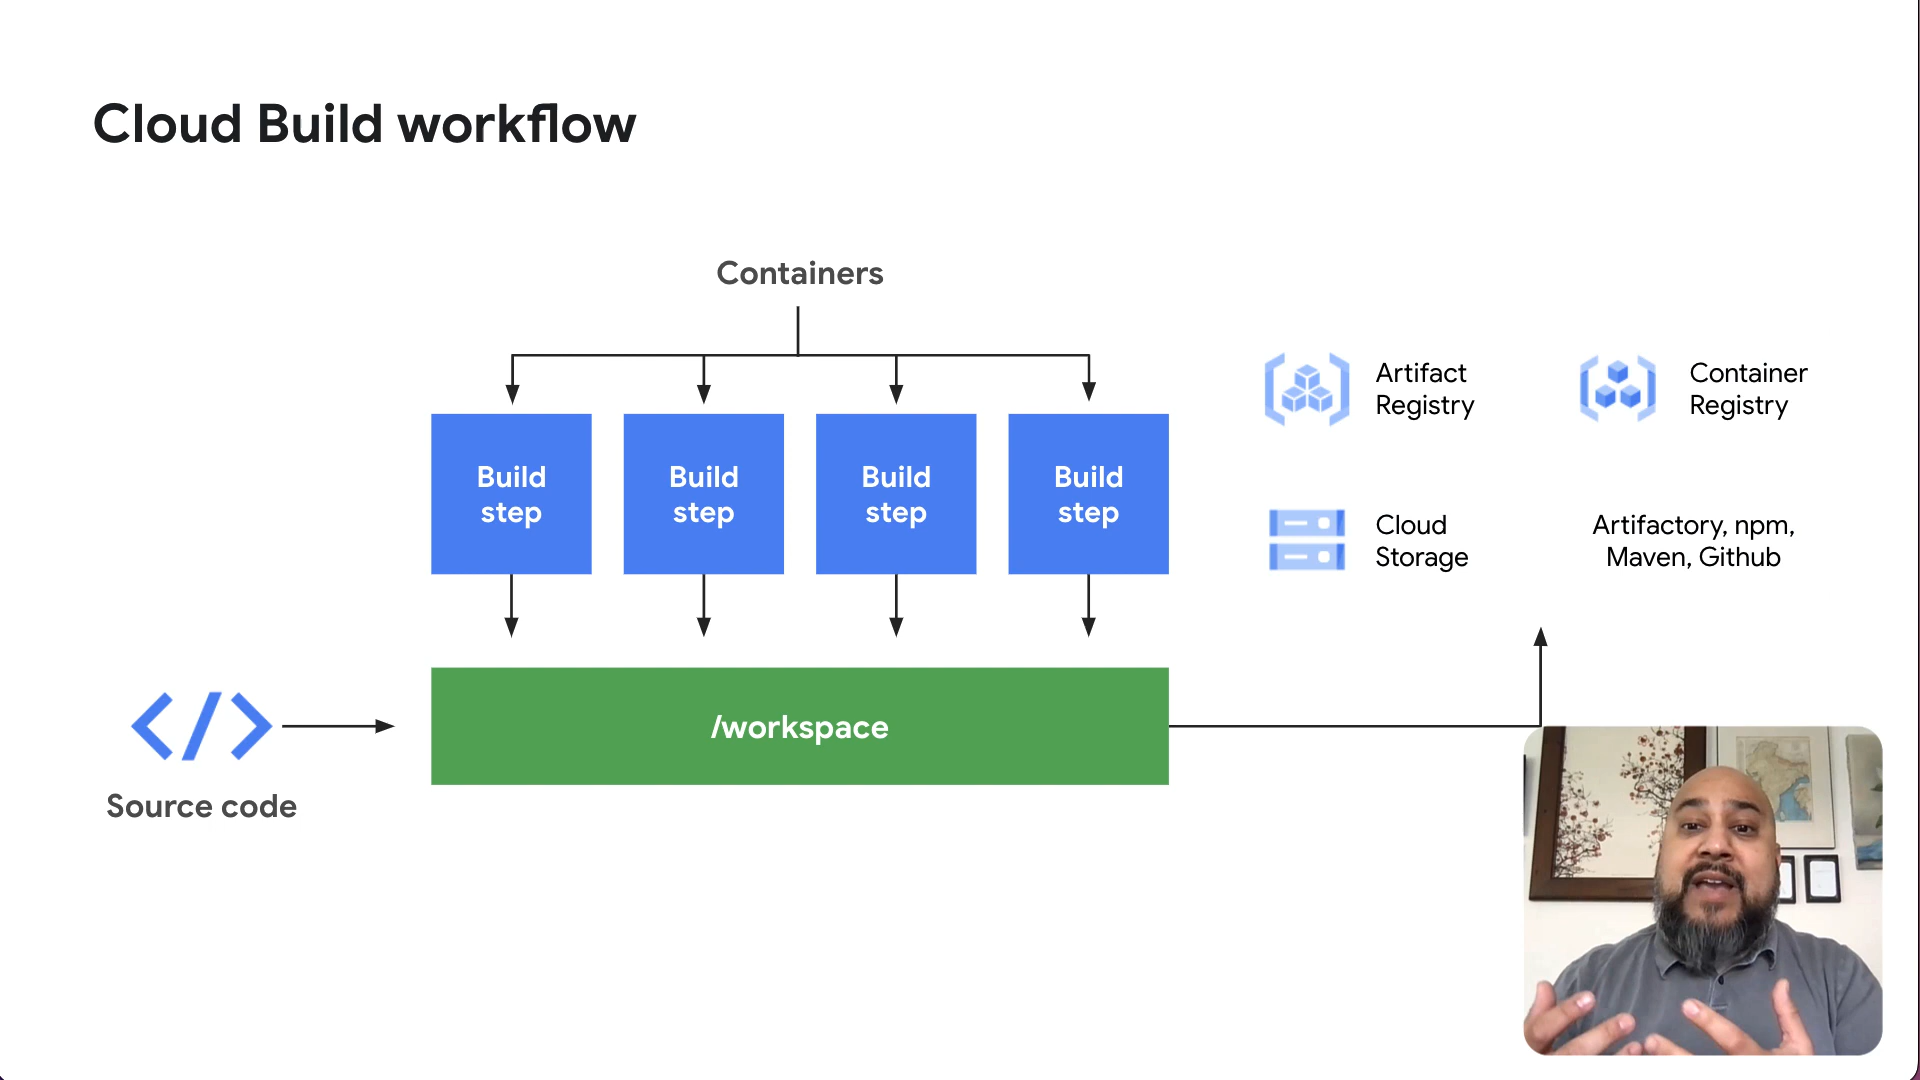 Cloud Build workflow
Containers
Build
step
Build
step
Build
step
Build
step
Artifact
Registry
Container
Registry
Cloud
Storage
Artifactory, npm,
Maven, Github
/workspace
</>
Source code